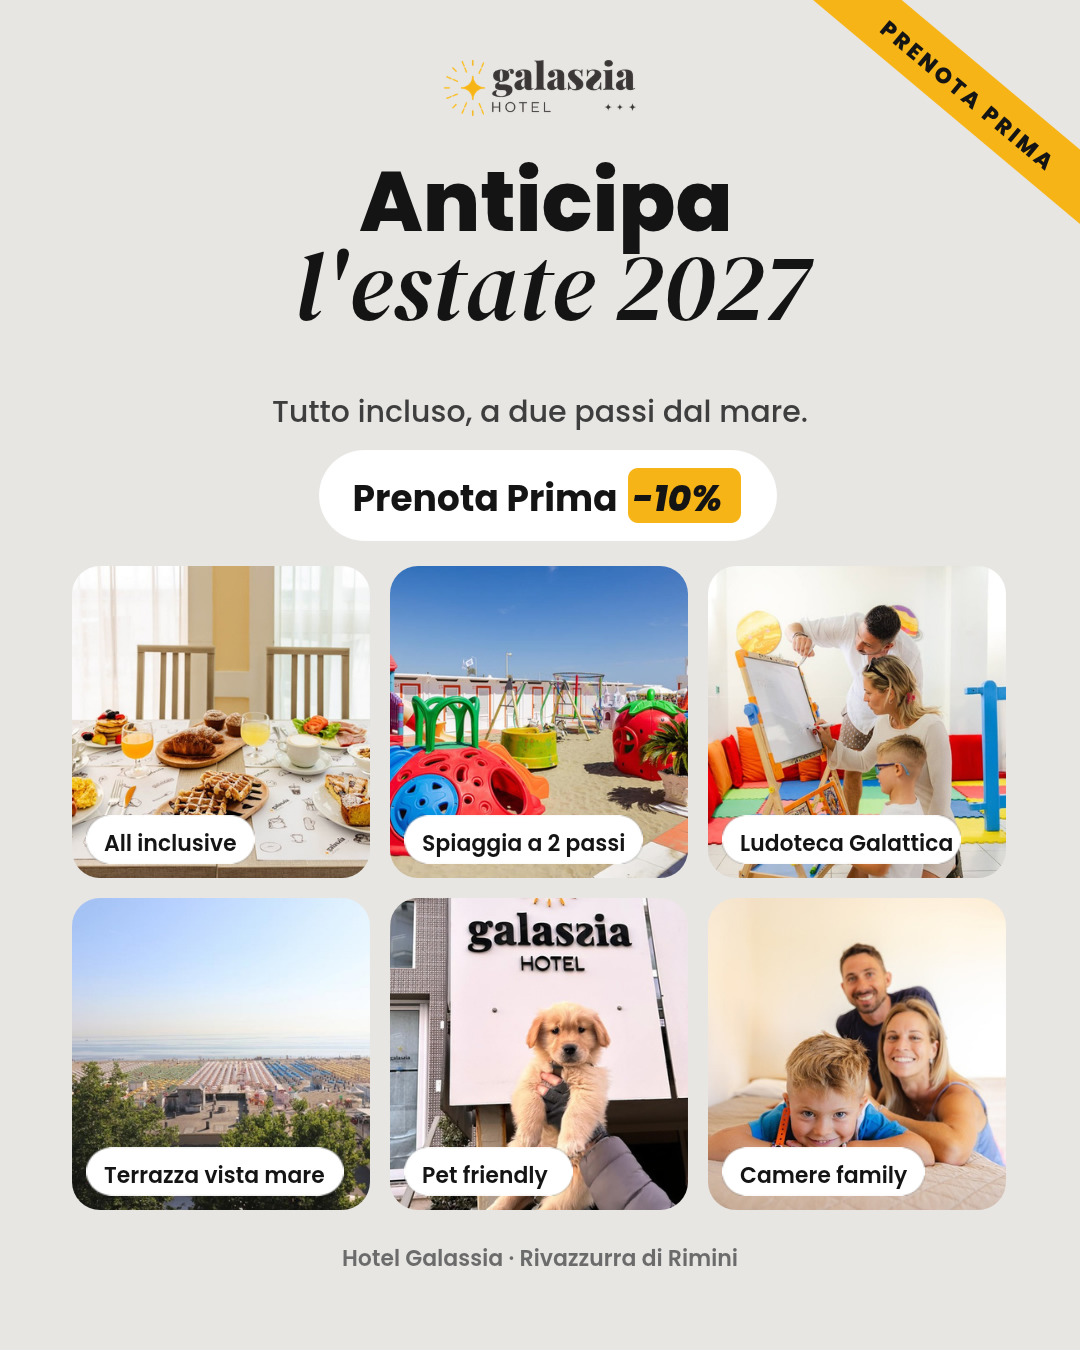 galassia
HOTEL
PRENOTA PRIMA
Anticipa
l'estate 2027
Tutto incluso, a due passi dal mare.
Prenota Prima -10%
All inclusive
Spiaggia a 2 passi
Ludoteca Galattica
galassia
HOTEL
Terrazza vista mare
Pet friendly
Camere family
Hotel Galassia · Rivazzurra di Rimini